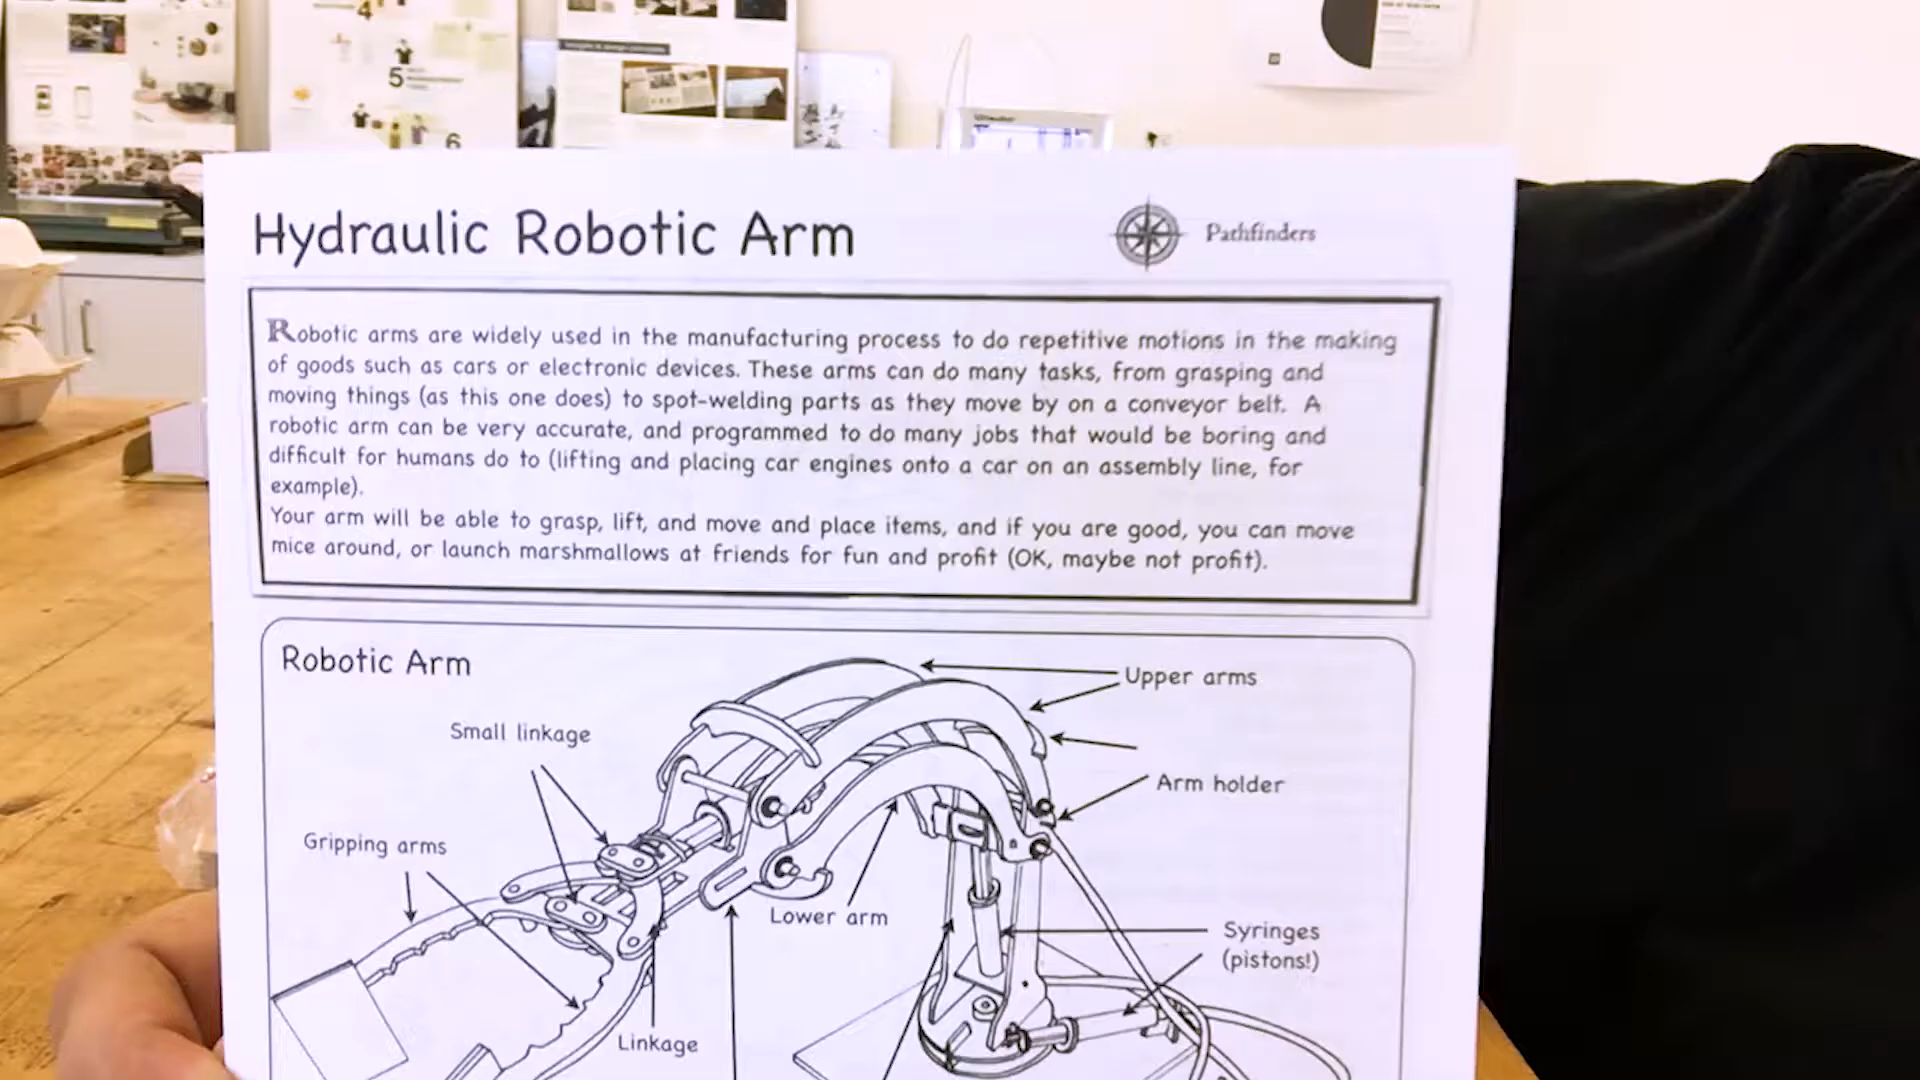 4
5
6
Hydraulic Robotic Arm
Pathfinders
Robotic arms are widely used in the manufacturing process to do repetitive motions in the making
of goods such as cars or electronic devices. These arms can do many tasks, from grasping and
moving things (as this one does) to spot-welding parts as they move by on a conveyor belt. A
robotic arm can be very accurate, and programmed to do many jobs that would be boring and
difficult for humans do to (lifting and placing car engines onto a car on an assembly line, for
example).
Your arm will be able to grasp, lift, and move and place items, and if you are good, you can move
mice around, or launch marshmallows at friends for fun and profit (OK, maybe not profit).
Robotic Arm
Upper arms
Small linkage
Arm holder
Gripping arms
Lower arm
Syringes
(pistons!)
Linkage